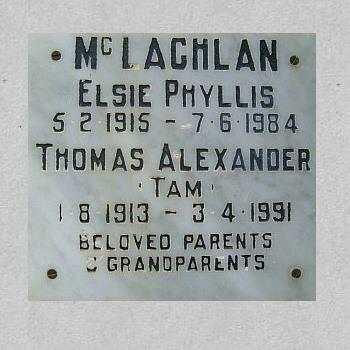 McLACHLAN
ELSIE PHYLLIS
5·2·1915 - 7·6·1984
THOMAS ALEXANDER
'TAM'
1·8·1913 - 3·4·1991
BELOVED PARENTS
& GRANDPARENTS